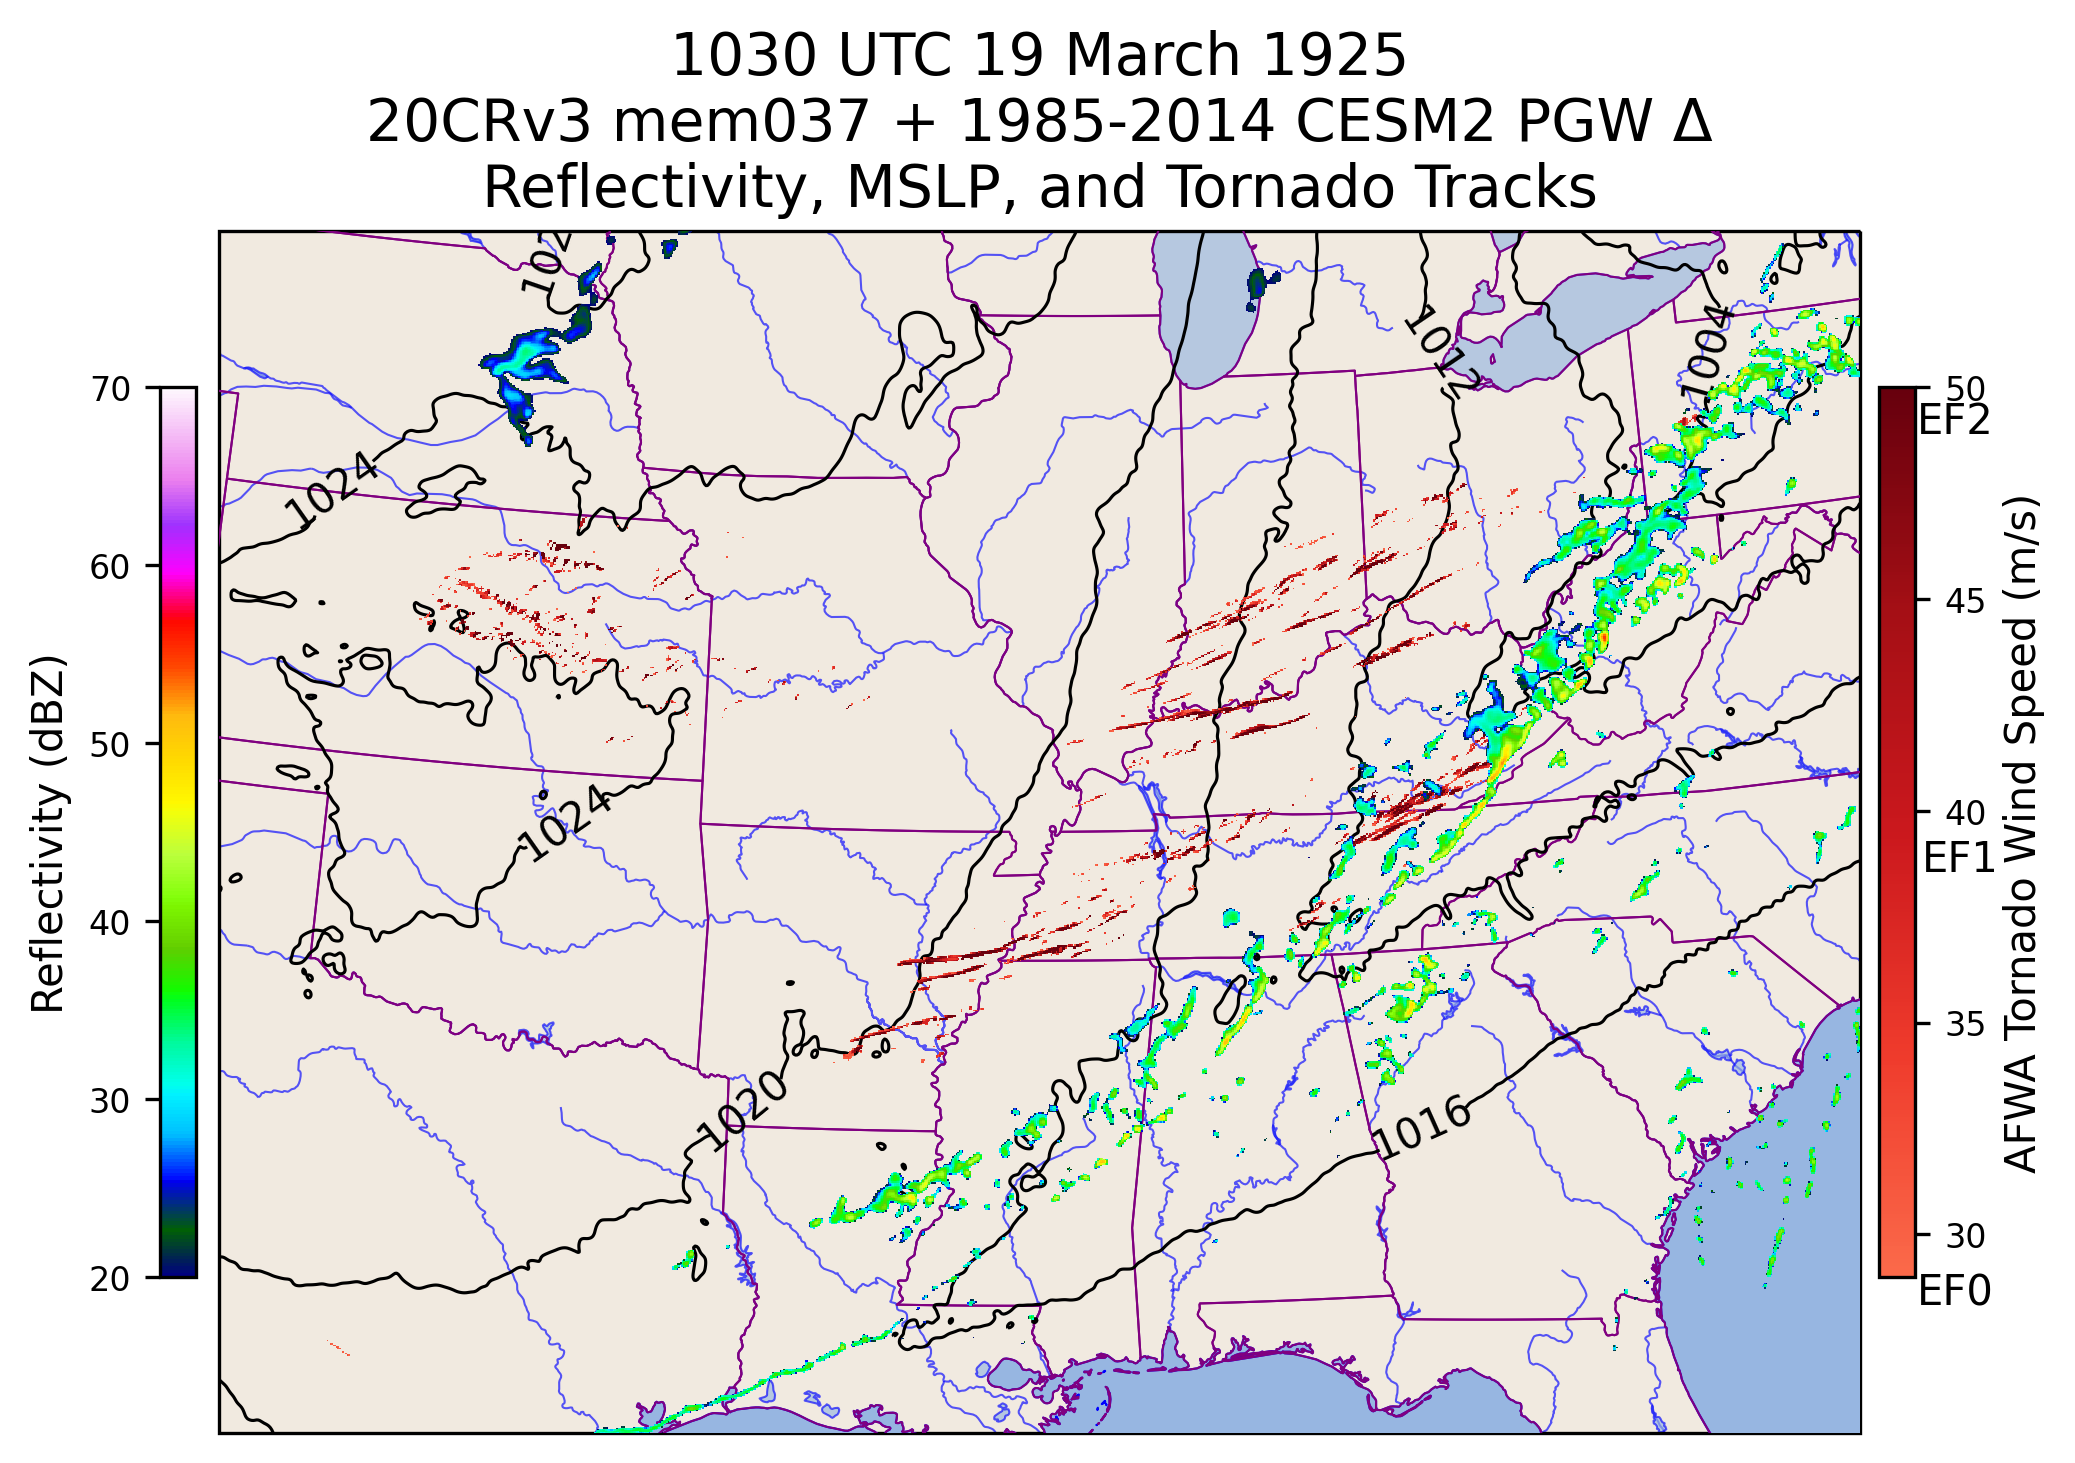 1030 UTC 19 March 1925
20CRv3 mem037 + 1985-2014 CESM2 PGW Δ
Reflectivity, MSLP, and Tornado Tracks
70
60
50
40
30
20
Reflectivity (dBZ)
1012
1004
1024
1024
1020
1016
50
EF2
45
40
EF1
35
30
EF0
AFWA Tornado Wind Speed (m/s)